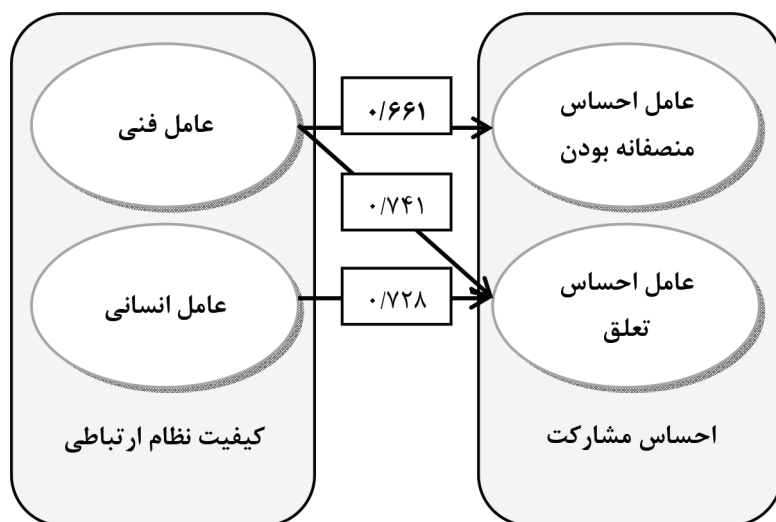 عامل احساس
منصفانه بودن
۰/۶۶۱
عامل فنی
۰/۷۴۱
عامل احساس
تعلق
۰/۷۲۸
عامل انسانی
احساس مشارکت
کیفیت نظام ارتباطی